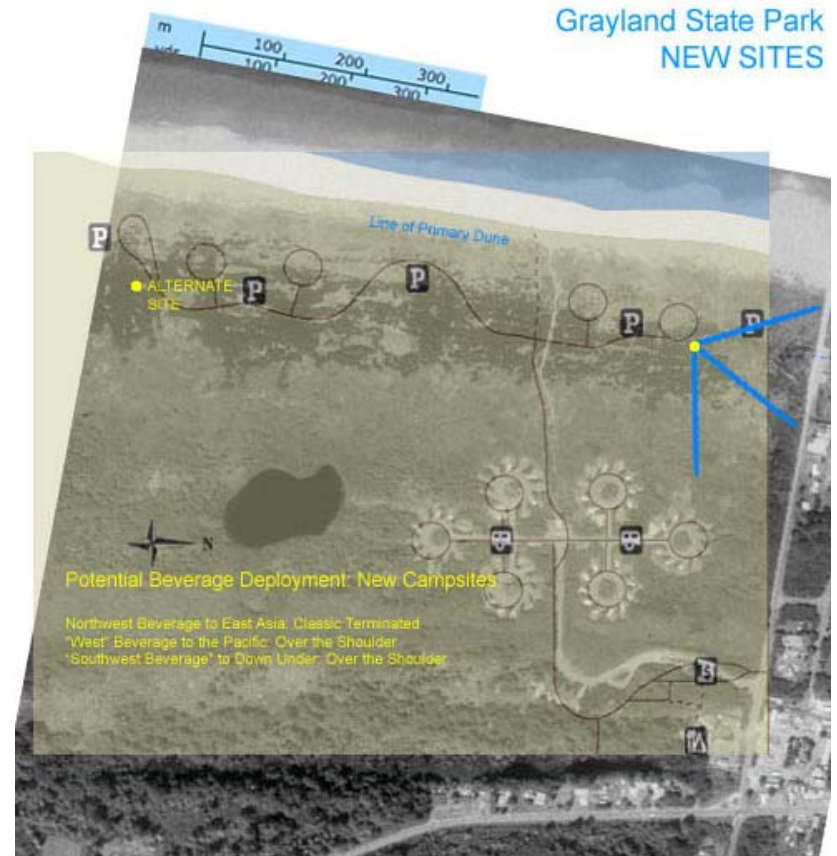 Grayland State Park
NEW SITES
m
100 200 300
yds
100 200 300
Line of Primary Dune
P
P
P
P
P
ALTERNATE
SITE
N
Potential Beverage Deployment: New Campsites
Northwest Beverage to East Asia: Classic Terminated
"West" Beverage to the Pacific: Over the Shoulder
"Southwest Beverage" to Down Under: Over the Shoulder
S